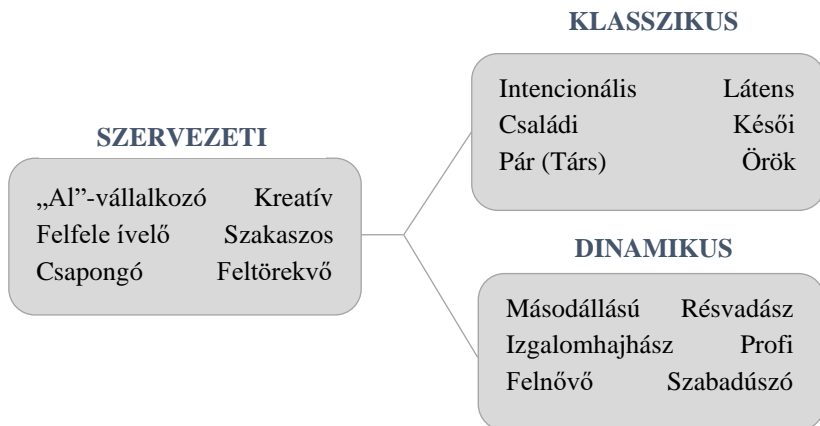 SZERVEZETI
„Al”-vállalkozó Kreatív
Felfele ívelő Szakaszos
Csapongó Feltörekvő
KLASSZIKUS
Intencionális Látens
Családi Késői
Pár (Társ) Örök
DINAMIKUS
Másodállású Résvadász
Izgalomhajhász Profi
Felnővő Szabadúszó